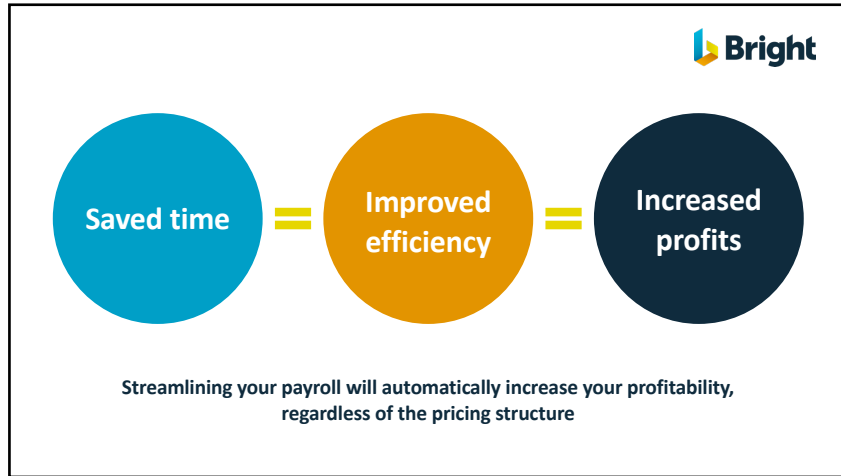 Bright
Saved time
=
Improved
efficiency
=
Increased
profits
Streamlining your payroll will automatically increase your profitability,
regardless of the pricing structure